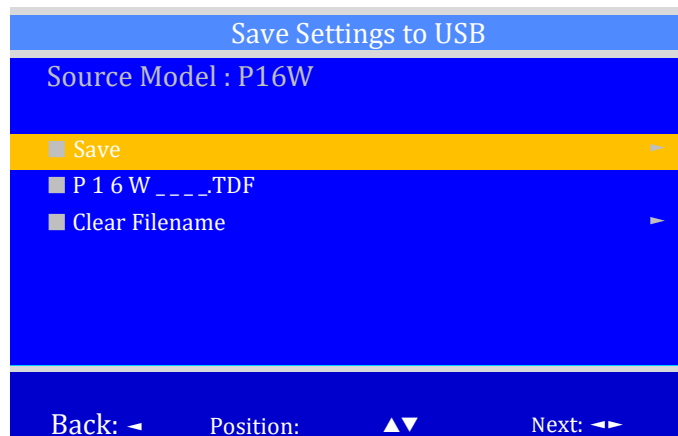 Save Settings to USB
Source Model : P16W
Save ►
P 1 6 W _ _ _ _.TDF
Clear Filename ►
Back: ◄ Position: ▲▼ Next: ◄►